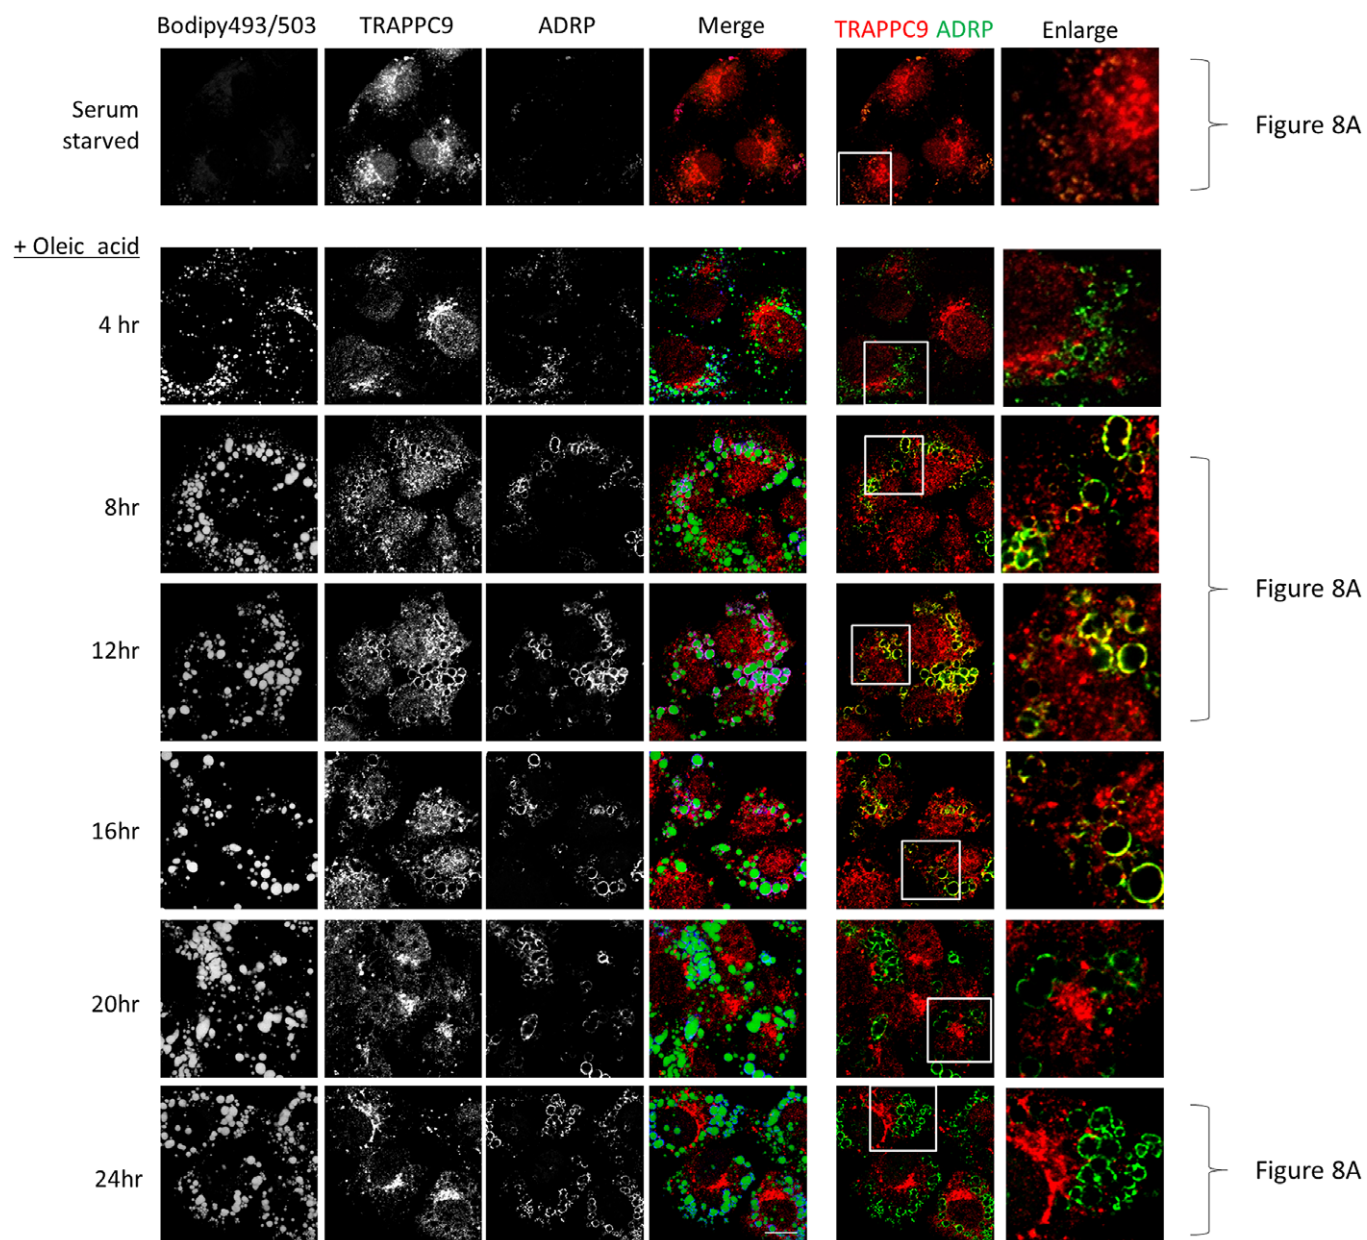 Bodipy493/503 TRAPPC9 ADRP Merge TRAPPC9 ADRP Enlarge
Serum
starved
Figure 8A
+ Oleic acid
4 hr
8hr
Figure 8A
12hr
16hr
20hr
24hr
Figure 8A